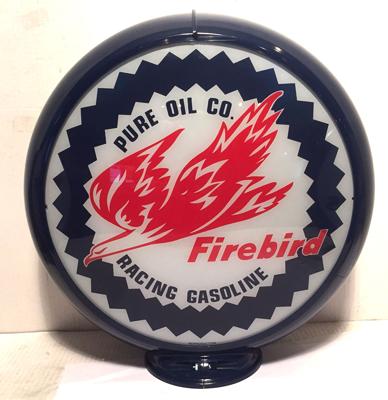 PURE OIL CO.
Firebird
RACING GASOLINE